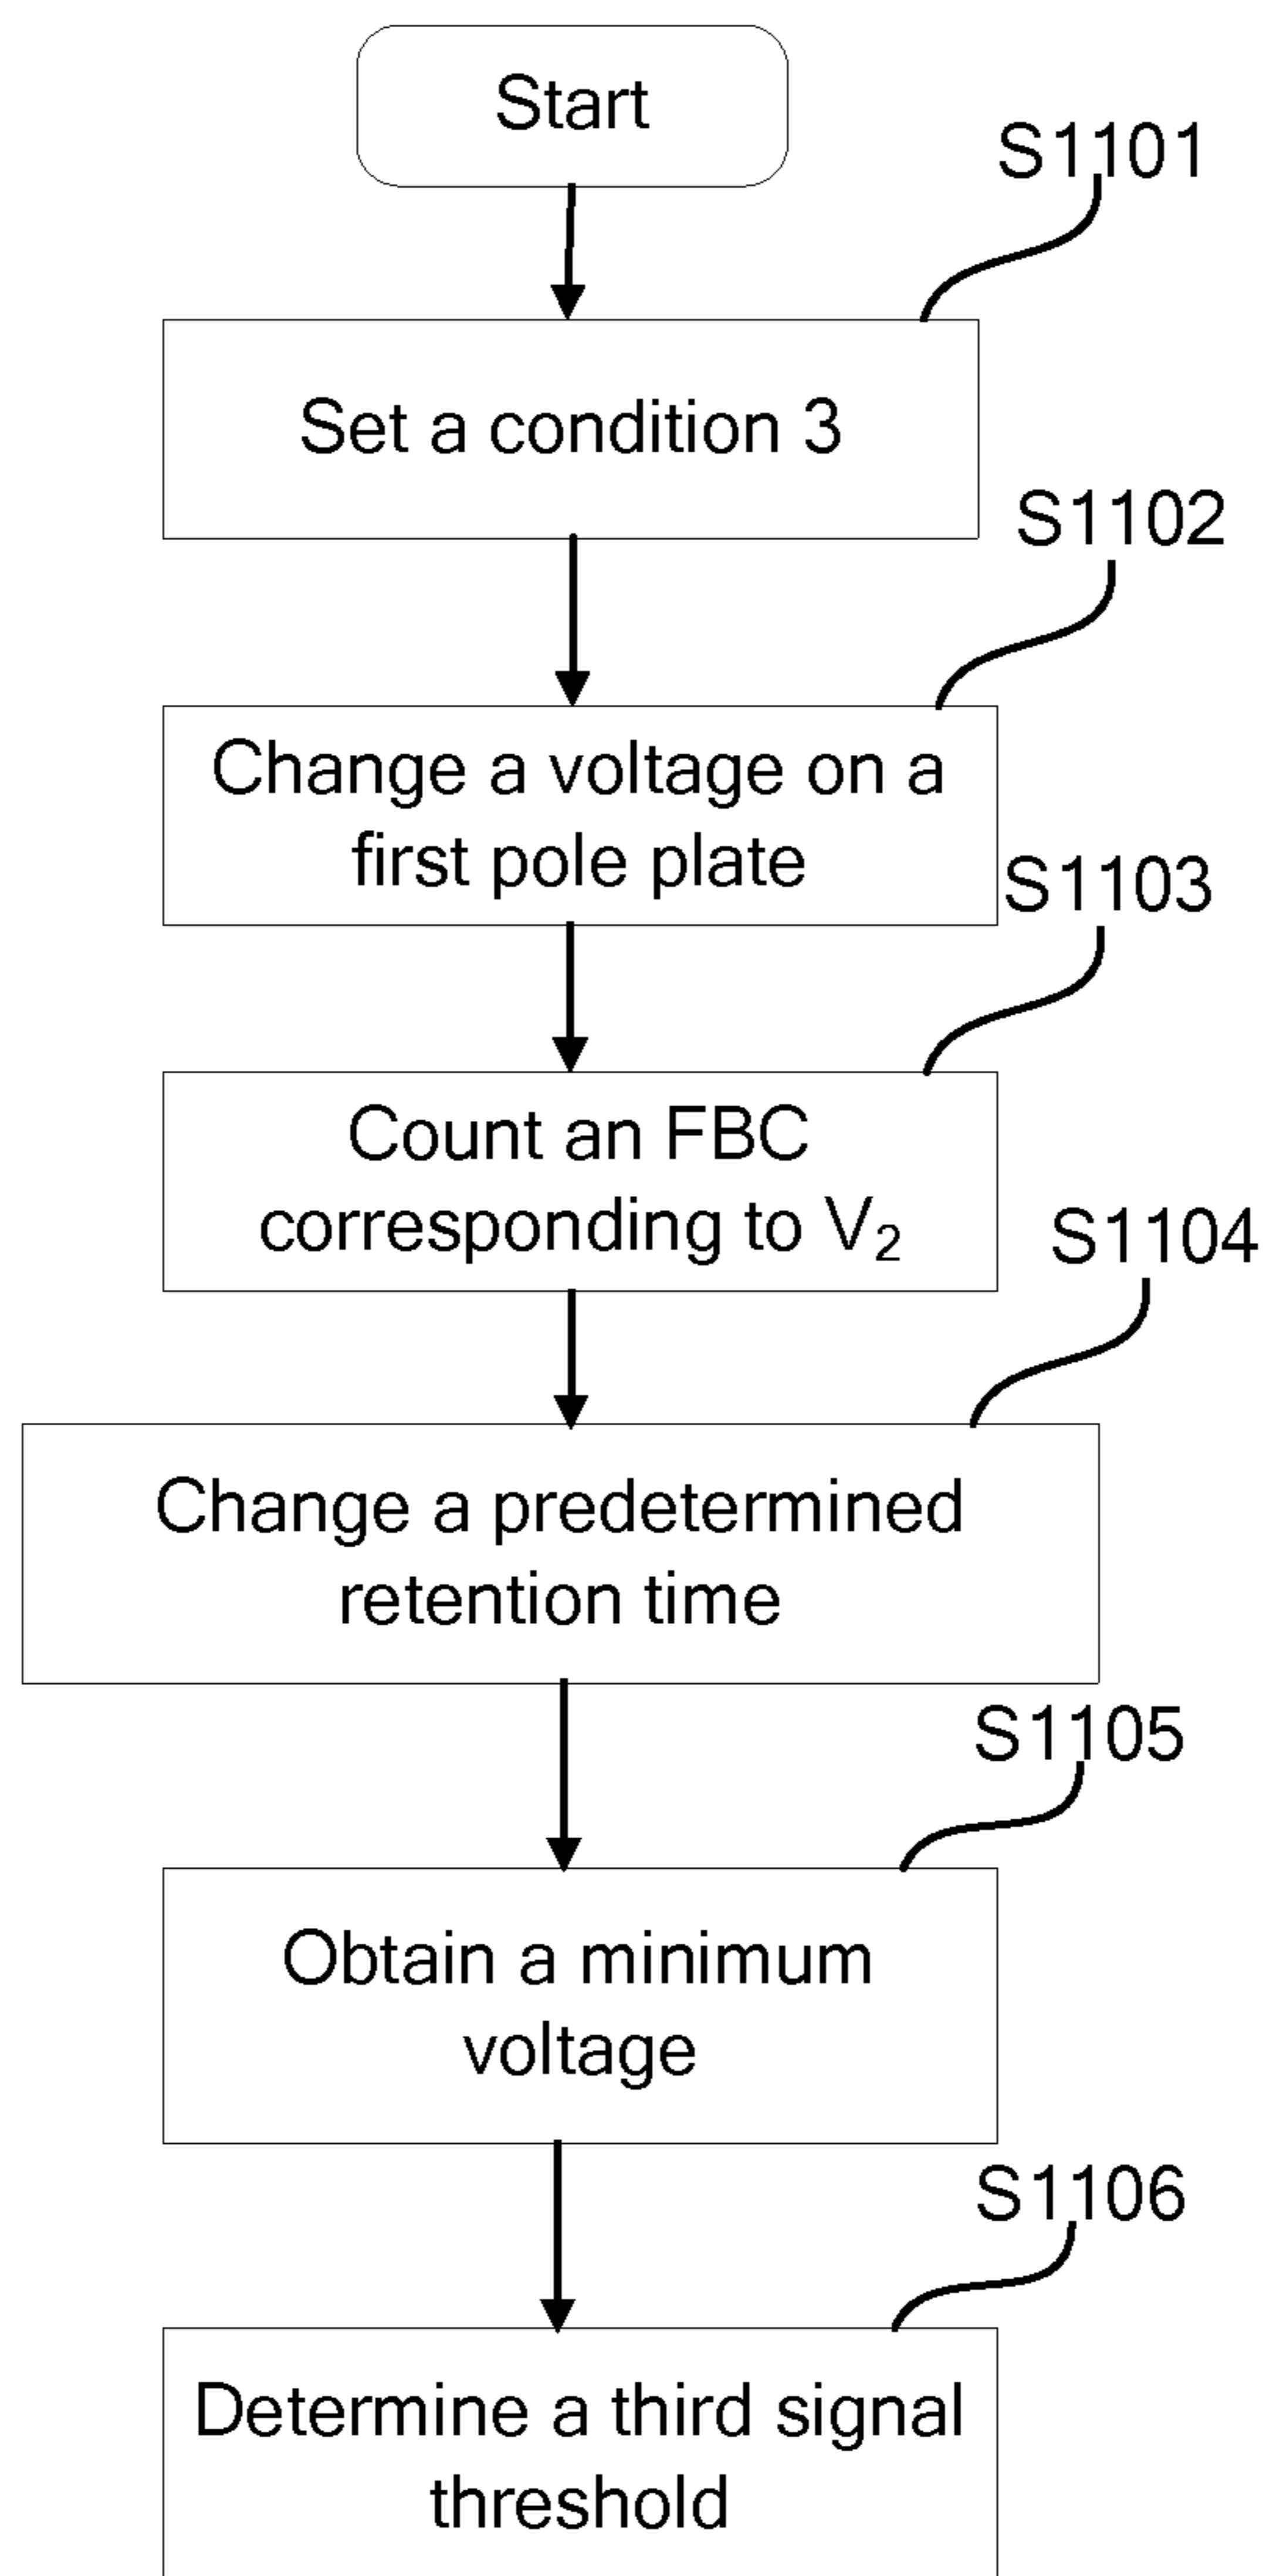 Start
S1101
Set a condition 3
S1102
Change a voltage on a
first pole plate
S1103
Count an FBC
corresponding to V₂
S1104
Change a predetermined
retention time
S1105
Obtain a minimum
voltage
S1106
Determine a third signal
threshold